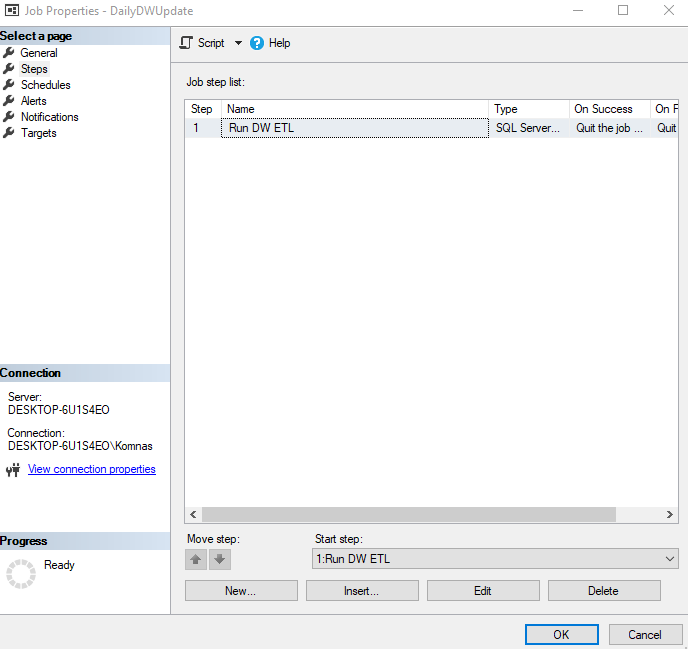 Job Properties - DailyDWUpdate
Select a page
General
Steps
Schedules
Alerts
Notifications
Targets
Script
Help
Job step list:
Step Name Type On Success On F
1 Run DW ETL SQL Server... Quit the job ... Quit
Connection
Server:
DESKTOP-6U1S4EO
Connection:
DESKTOP-6U1S4EO\Komnas
View connection properties
Progress
Ready
Move step: Start step:
1:Run DW ETL
New... Insert... Edit Delete
OK Cancel